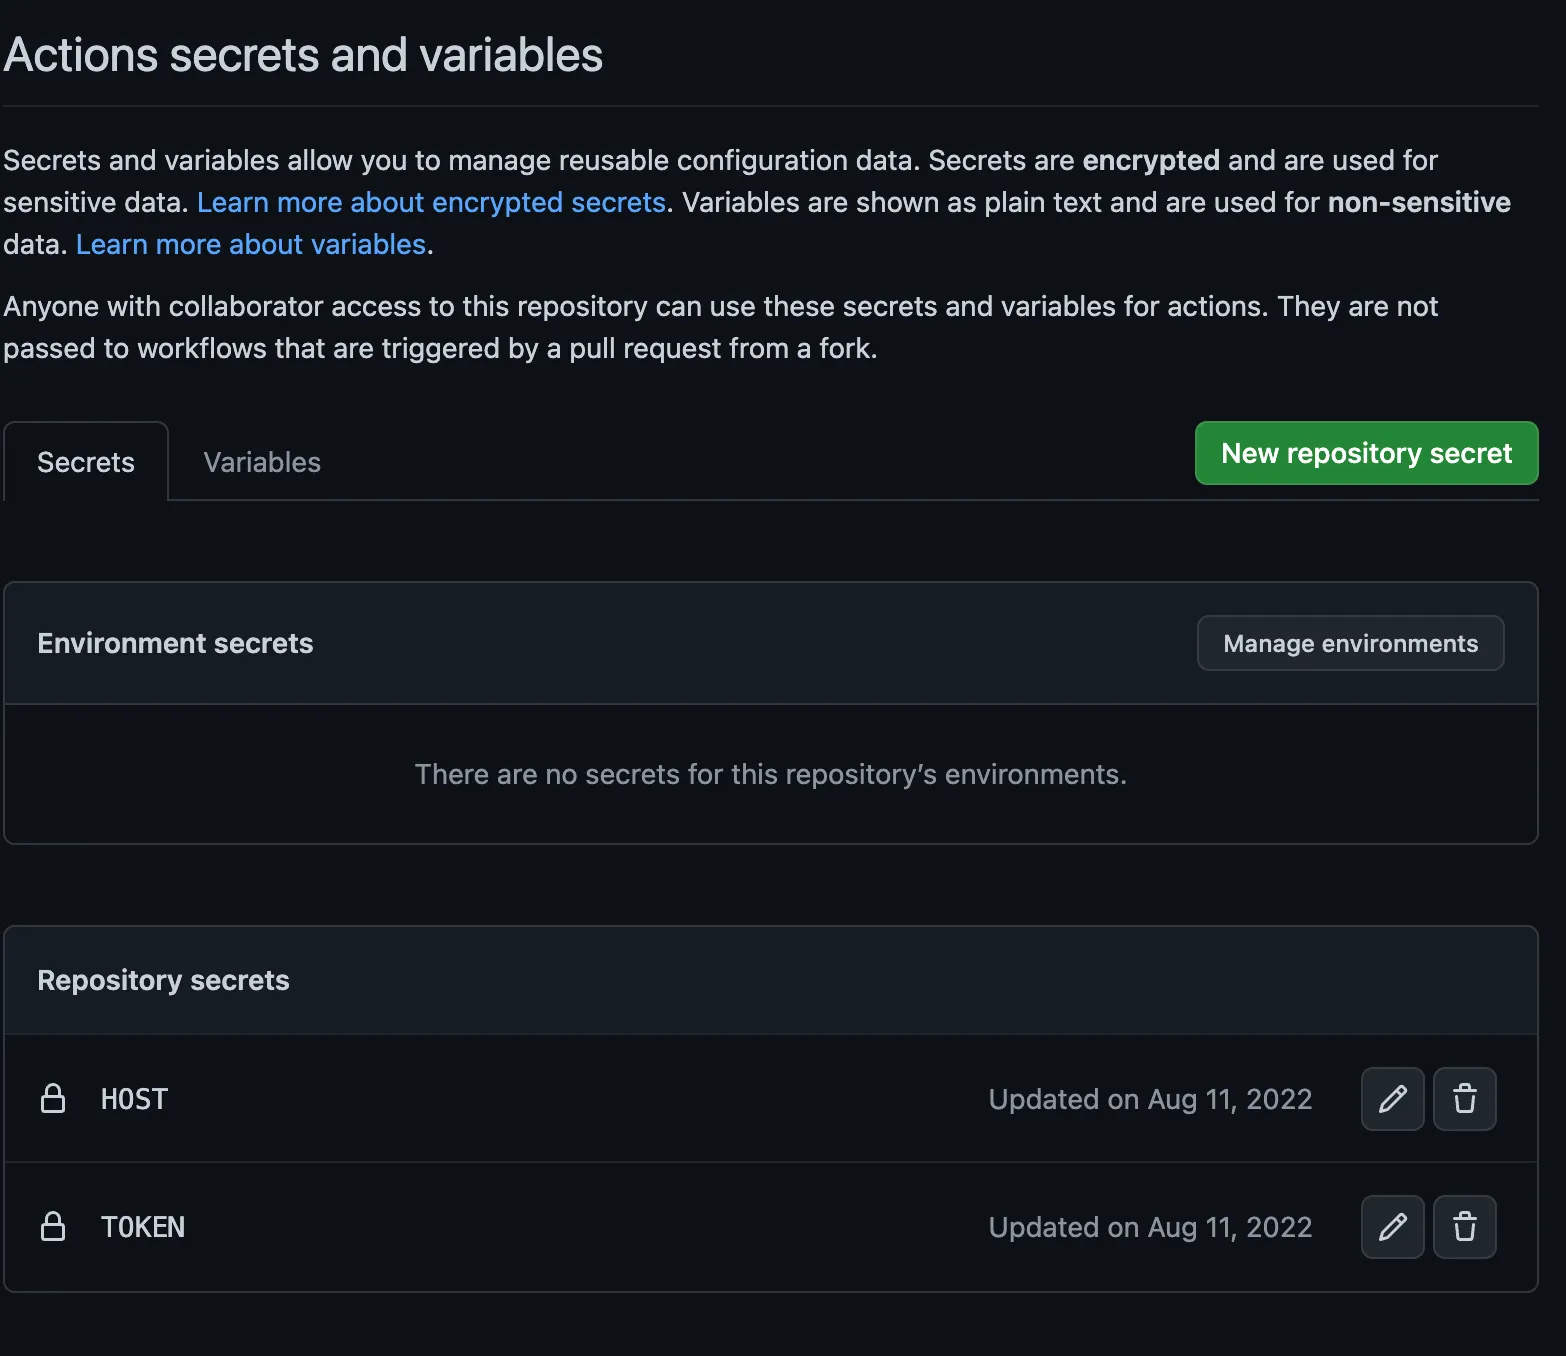 Actions secrets and variables
Secrets and variables allow you to manage reusable configuration data. Secrets are encrypted and are used for
sensitive data. Learn more about encrypted secrets. Variables are shown as plain text and are used for non-sensitive
data. Learn more about variables.
Anyone with collaborator access to this repository can use these secrets and variables for actions. They are not
passed to workflows that are triggered by a pull request from a fork.
Secrets Variables New repository secret
Environment secrets Manage environments
There are no secrets for this repository’s environments.
Repository secrets
HOST Updated on Aug 11, 2022
TOKEN Updated on Aug 11, 2022